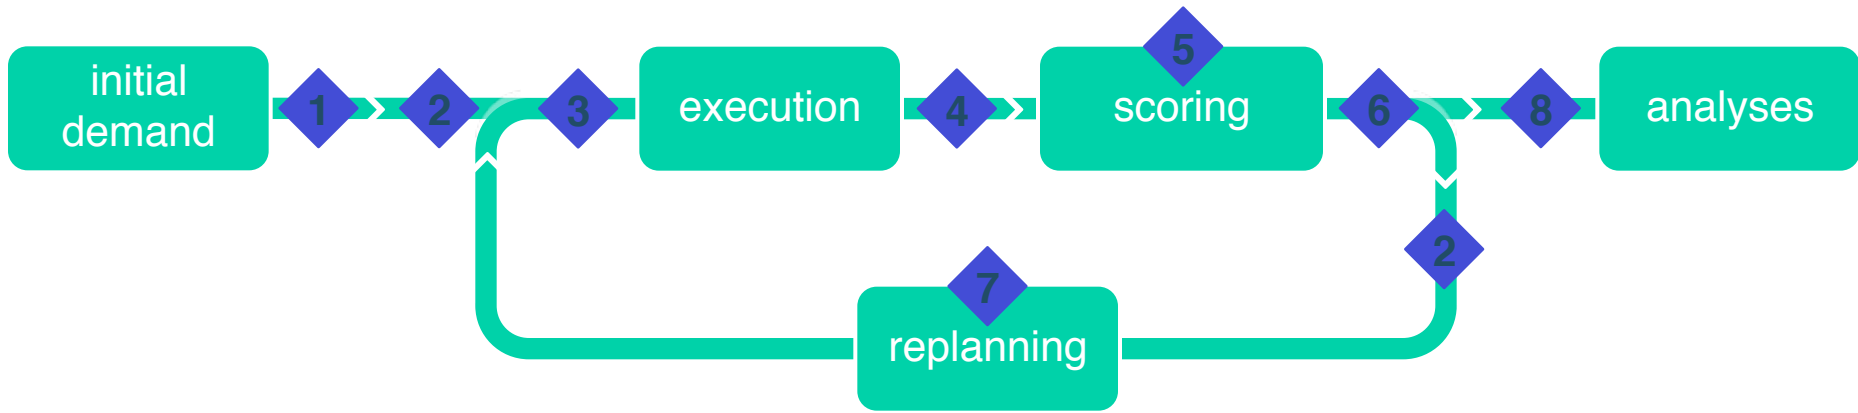 initial
demand
1
2
3
execution
4
5
scoring
6
8
analyses
2
7
replanning